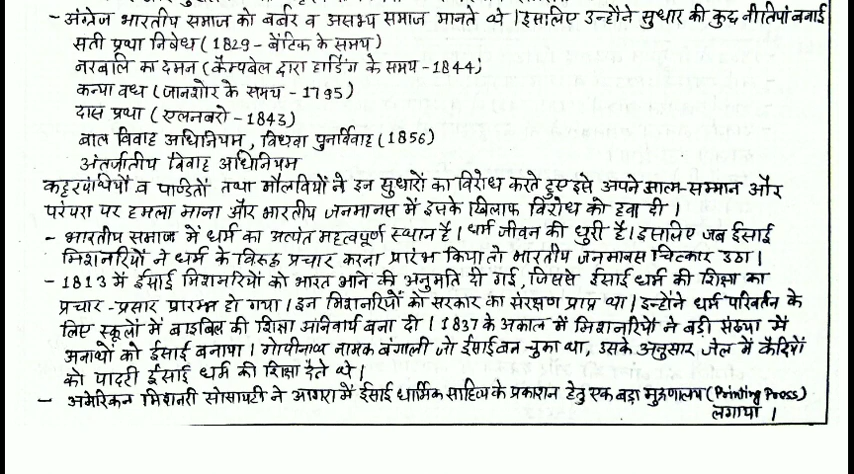 - अंग्रेज भारतीय समाज को बर्बर व असभ्य समाज मानते थे। इसलिए उन्होंने सुधार की कुछ नीतियां बनाई
सती प्रथा निषेध (1829 - बैंटिक के समय)
नरबलि का दमन (कैम्पबेल द्वारा हार्डिंग के समय - 1844)
कन्या वध (जानशोर के समय - 1795)
दास प्रथा (एलनबरो - 1843)
बाल विवाह अधिनियम, विधवा पुनर्विवाह (1856)
अंतर्जातीय विवाह अधिनियम
कट्टरपंथियों व पण्डितों तथा मौलवियों ने इन सुधारों का विरोध करते हुए इसे अपने आत्म-सम्मान और
परंपरा पर हमला माना और भारतीय जनमानस में इसके खिलाफ विरोध को हवा दी।
- भारतीय समाज में धर्म का अत्यंत महत्वपूर्ण स्थान है। धर्म जीवन की धुरी है। इसलिए जब ईसाई
मिशनरियों ने धर्म के विरुद्ध प्रचार करना प्रारंभ किया तो भारतीय जनमानस चित्कार उठा।
- 1813 में ईसाई मिशनरियों को भारत आने की अनुमति दी गई, जिससे ईसाई धर्म की शिक्षा का
प्रचार-प्रसार प्रारम्भ हो गया। इन मिशनरियों को सरकार का संरक्षण प्राप्त था। इन्होंने धर्म परिवर्तन के
लिए स्कूलों में बाइबिल की शिक्षा अनिवार्य बना दी। 1837 के अकाल में मिशनरियों ने बड़ी संख्या में
अनाथों को ईसाई बनाया। गोपीनाथ नामक बंगाली जो ईसाई बन चुका था, उसके अनुसार जेल में कैदियों
को पादरी ईसाई धर्म की शिक्षा देते थे।
- अमेरिकन मिशनरी सोसायटी ने आगरा में ईसाई धार्मिक साहित्य के प्रकाशन हेतु एक बड़ा मुद्रणालय (Printing Press)
लगाया।